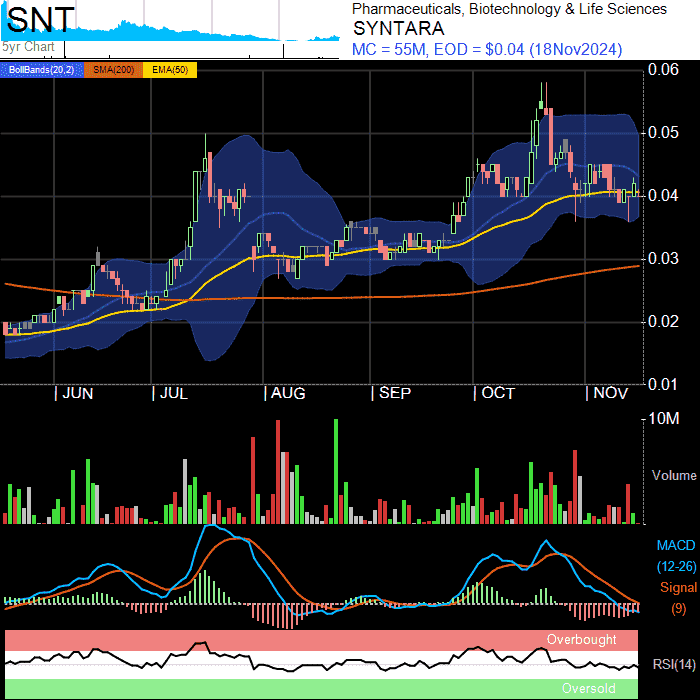 SNT
5yr Chart
Pharmaceuticals, Biotechnology & Life Sciences
SYNTARA
MC = 55M, EOD = $0.04 (18Nov2024)
BollBands(20,2) SMA(200) EMA(50)
0.06
0.05
0.04
0.03
0.02
0.01
JUN JUL AUG SEP OCT NOV
10M
Volume
MACD
(12-26)
Signal
(9)
Overbought
RSI(14)
Oversold